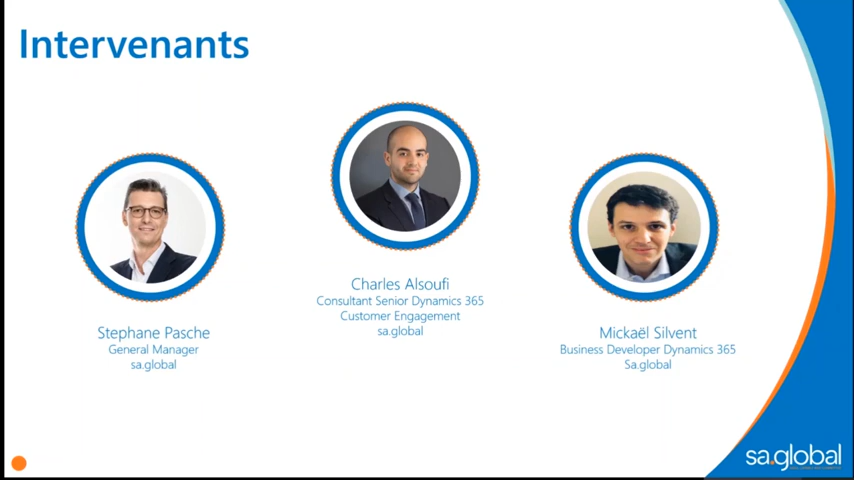 Intervenants
Stephane Pasche
General Manager
sa.global
Charles Alsoufi
Consultant Senior Dynamics 365
Customer Engagement
sa.global
Mickaël Silvent
Business Developer Dynamics 365
Sa.global
sa.global